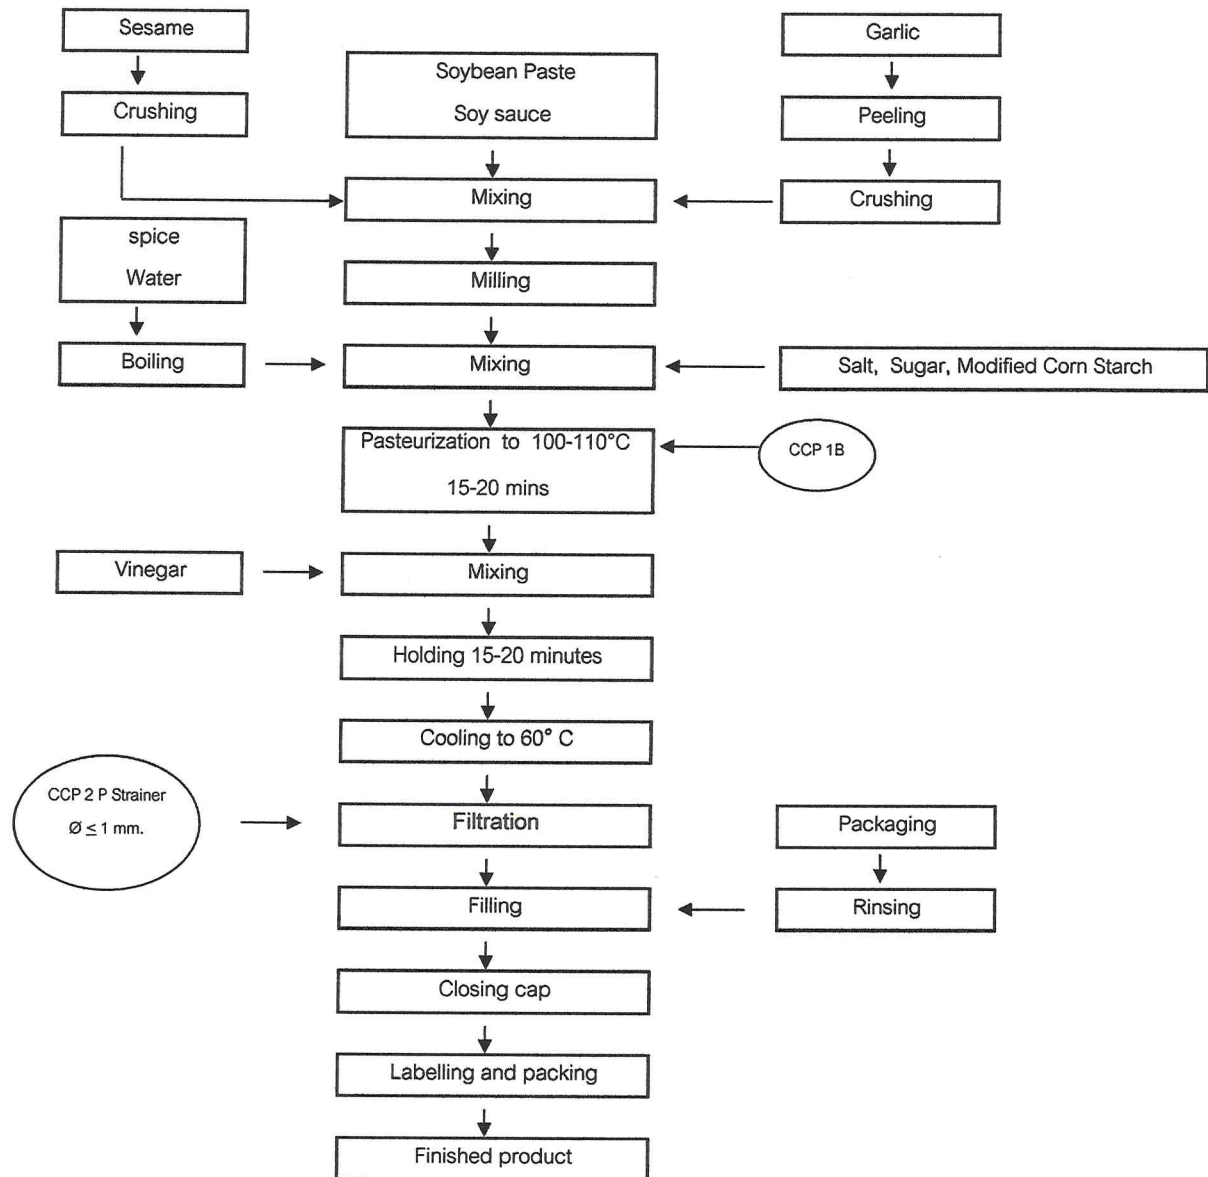 Sesame
Crushing
Soybean Paste
Soy sauce
Garlic
Peeling
Crushing
Mixing
spice
Water
Milling
Boiling
Mixing
Salt, Sugar, Modified Corn Starch
Pasteurization to 100-110°C
15-20 mins
CCP 1B
Vinegar
Mixing
Holding 15-20 minutes
Cooling to 60° C
CCP 2 P Strainer
Ø ≤ 1 mm.
Filtration
Packaging
Filling
Rinsing
Closing cap
Labelling and packing
Finished product